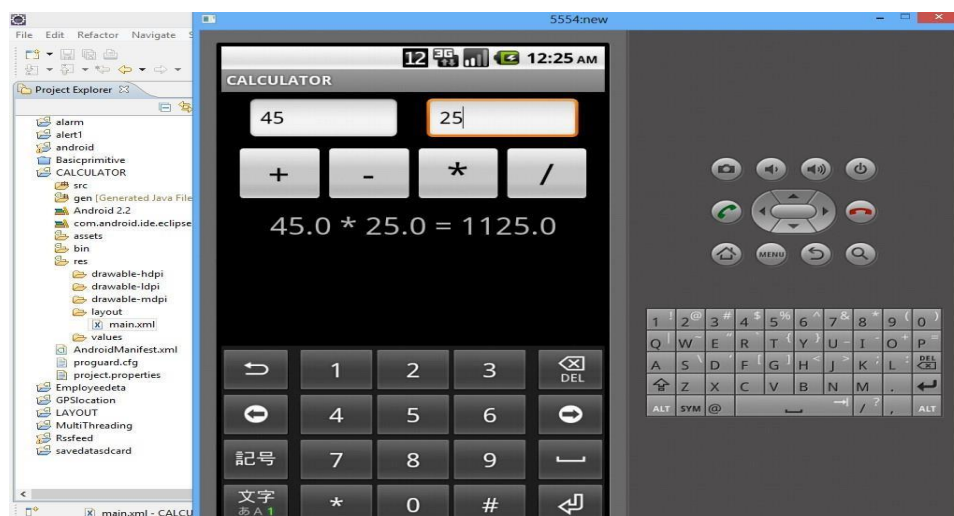 5554:new
File Edit Refactor Navigate S
Project Explorer
alarm
alert1
android
Basicprimitive
CALCULATOR
src
gen [Generated Java File
Android 2.2
com.android.ide.eclipse
assets
bin
res
drawable-hdpi
drawable-ldpi
drawable-mdpi
layout
main.xml
values
AndroidManifest.xml
proguard.cfg
project.properties
Employeedeta
GPSlocation
LAYOUT
MultiThreading
Rssfeed
savedatasdcard
main.xml - CALCU
12 3G 12:25 AM
CALCULATOR
45 25
+ - * /
45.0 * 25.0 = 1125.0
1 2 3 DEL
4 5 6
記号 7 8 9
文字 あA1 * 0 #
MENU
1 ! 2 @ 3 # 4 $ 5 % 6 ^ 7 & 8 * 9 ( 0 )
Q | W ~ E " R ` T { Y } U _ I - O + P =
A S \ D ' F [ G ] H < J > K ; L : DEL
Z X C V B N M .
ALT SYM @ / ? , ALT